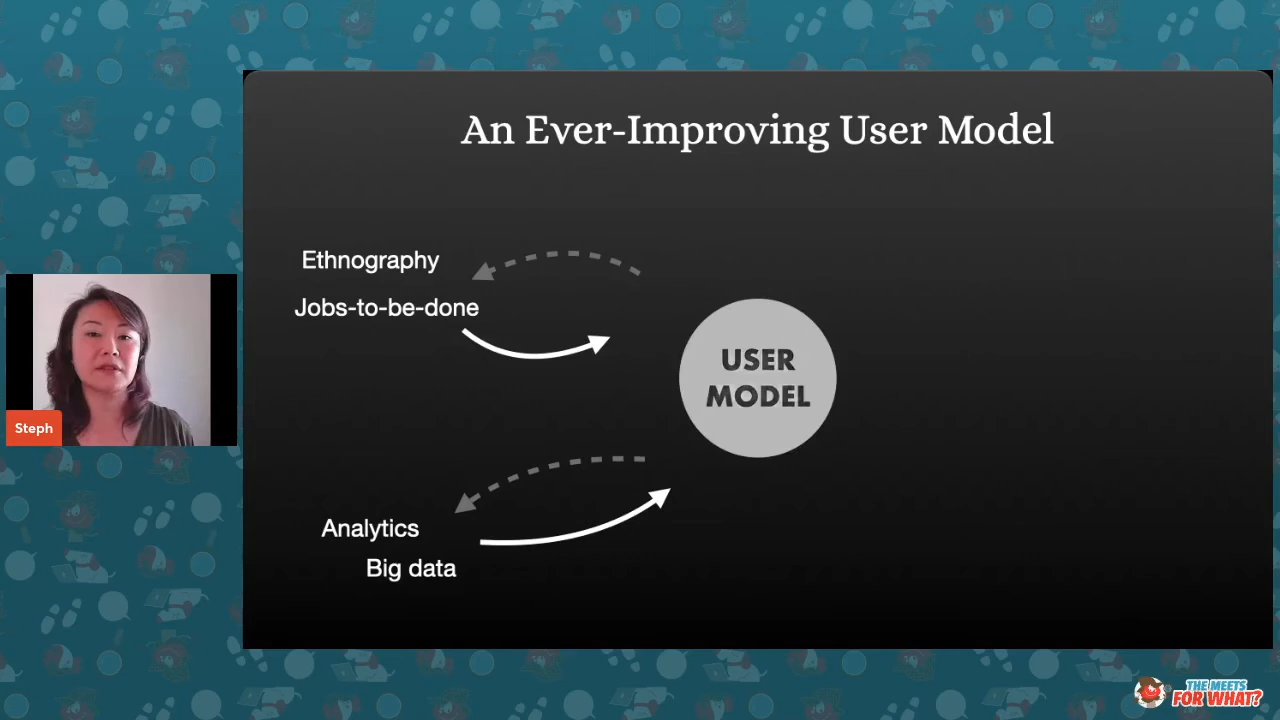 An Ever-Improving User Model
Ethnography
Jobs-to-be-done
USER
MODEL
Analytics
Big data
Steph
THE MEETS
FOR WHAT?